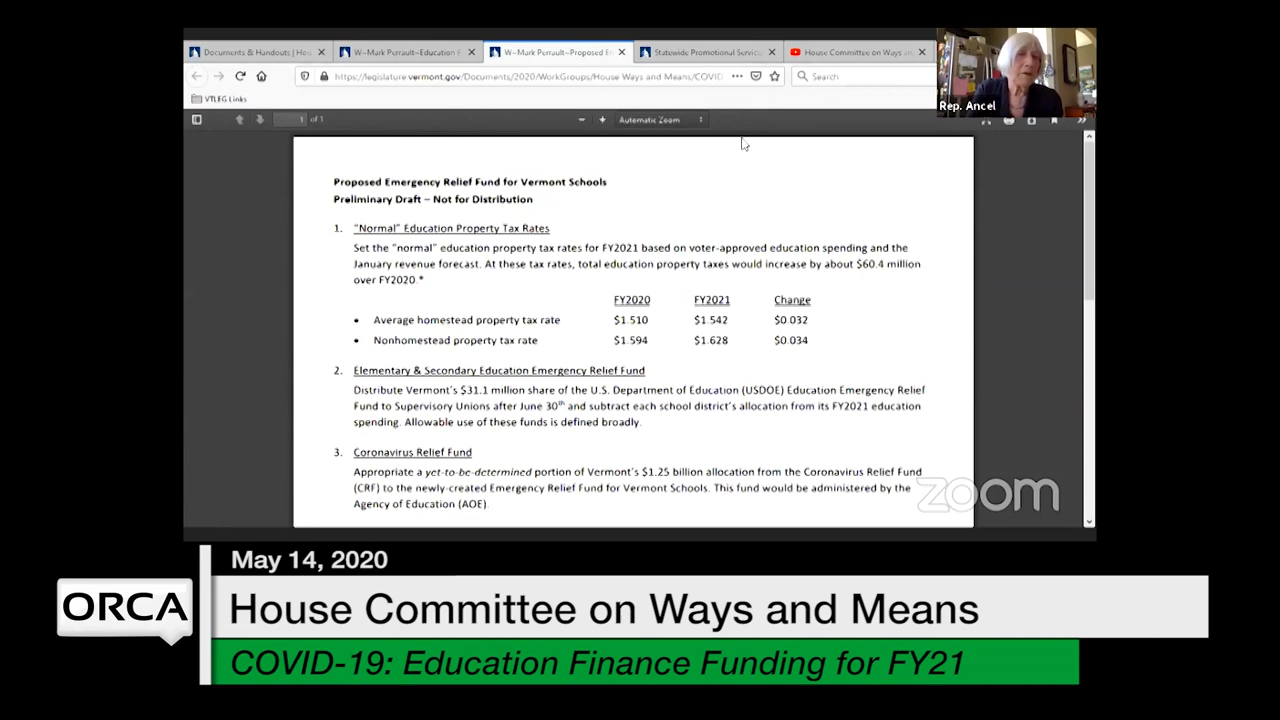 Documents & Handouts | Hou
W~Mark Perrault~Education F
W~Mark Perrault~Proposed E
Statewide Promotional Servic
House Committee on Ways an
https://legislature.vermont.gov/Documents/2020/WorkGroups/House Ways and Means/COVID
Search
VTLEG Links
Rep. Ancel
1 of 1
Automatic Zoom
Proposed Emergency Relief Fund for Vermont Schools
Preliminary Draft – Not for Distribution
1. "Normal" Education Property Tax Rates
Set the "normal" education property tax rates for FY2021 based on voter-approved education spending and the
January revenue forecast. At these tax rates, total education property taxes would increase by about $60.4 million
over FY2020.*
FY2020 FY2021 Change
• Average homestead property tax rate $1.510 $1.542 $0.032
• Nonhomestead property tax rate $1.594 $1.628 $0.034
2. Elementary & Secondary Education Emergency Relief Fund
Distribute Vermont's $31.1 million share of the U.S. Department of Education (USDOE) Education Emergency Relief
Fund to Supervisory Unions after June 30th and subtract each school district's allocation from its FY2021 education
spending. Allowable use of these funds is defined broadly.
3. Coronavirus Relief Fund
Appropriate a yet-to-be-determined portion of Vermont's $1.25 billion allocation from the Coronavirus Relief Fund
(CRF) to the newly-created Emergency Relief Fund for Vermont Schools. This fund would be administered by the
Agency of Education (AOE).
zoom
May 14, 2020
ORCA
House Committee on Ways and Means
COVID-19: Education Finance Funding for FY21